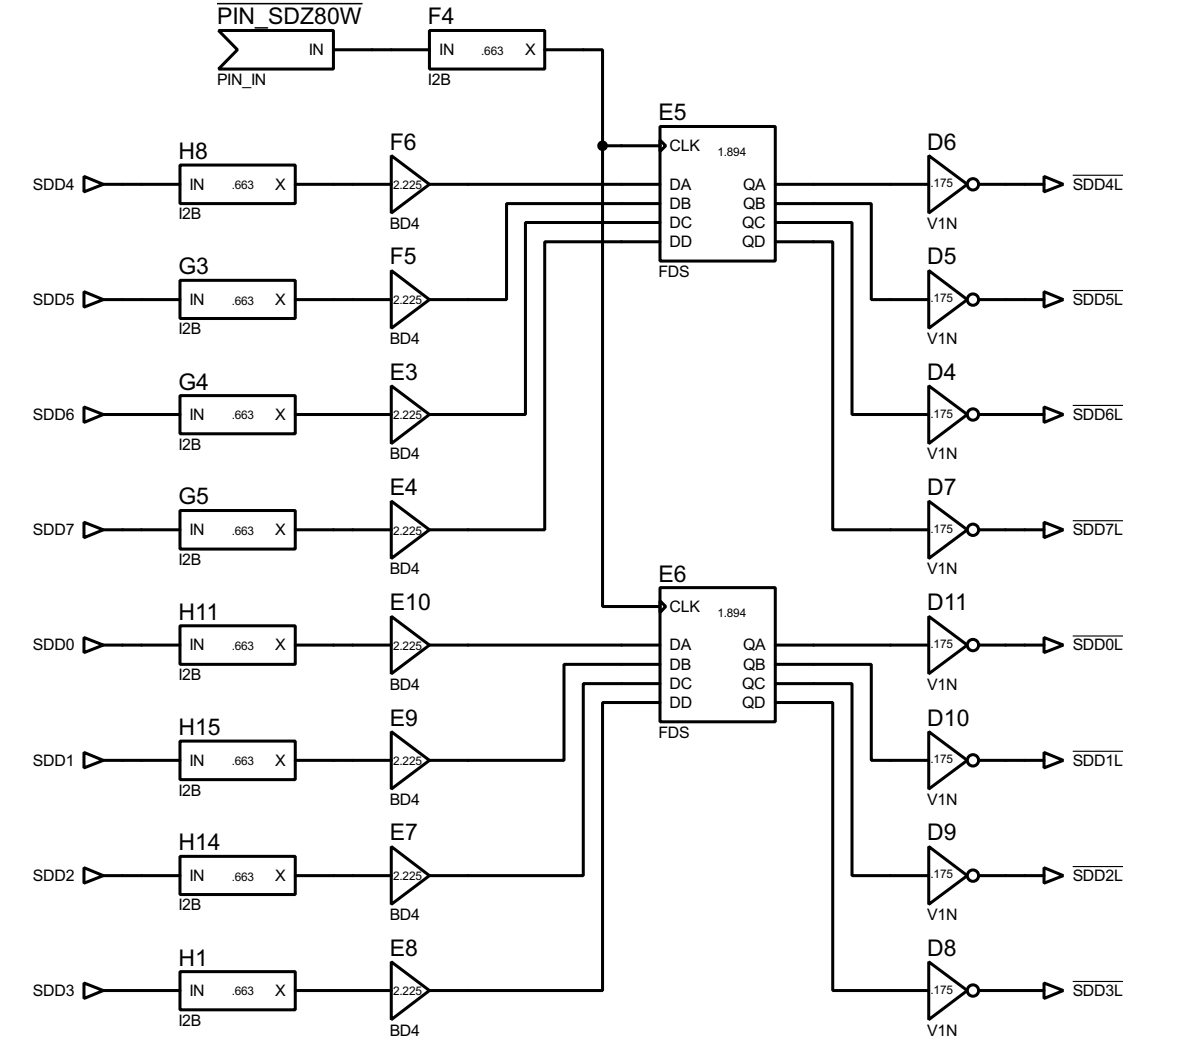 PIN_SDZ80W F4
IN IN .663 X
PIN_IN I2B
E5
CLK 1.894
H8 F6 D6
SDD4 IN .663 X 2.225 DA QA .175 SDD4L
I2B BD4 DB QB V1N
DC QC
DD QD
FDS
G3 F5 D5
SDD5 IN .663 X 2.225 .175 SDD5L
I2B BD4 V1N
G4 E3 D4
SDD6 IN .663 X 2.225 .175 SDD6L
I2B BD4 V1N
G5 E4 D7
SDD7 IN .663 X 2.225 .175 SDD7L
I2B BD4 V1N
E6
CLK 1.894
H11 E10 D11
SDD0 IN .663 X 2.225 DA QA .175 SDD0L
I2B BD4 DB QB V1N
DC QC
DD QD
FDS
H15 E9 D10
SDD1 IN .663 X 2.225 .175 SDD1L
I2B BD4 V1N
H14 E7 D9
SDD2 IN .663 X 2.225 .175 SDD2L
I2B BD4 V1N
H1 E8 D8
SDD3 IN .663 X 2.225 .175 SDD3L
I2B BD4 V1N